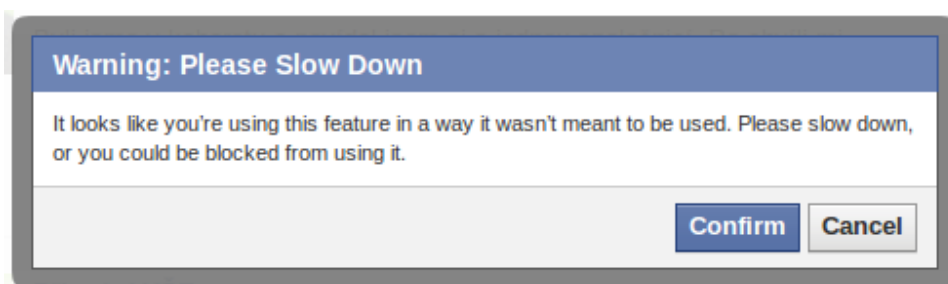 Warning: Please Slow Down
It looks like you're using this feature in a way it wasn't meant to be used. Please slow down,
or you could be blocked from using it.
Confirm Cancel